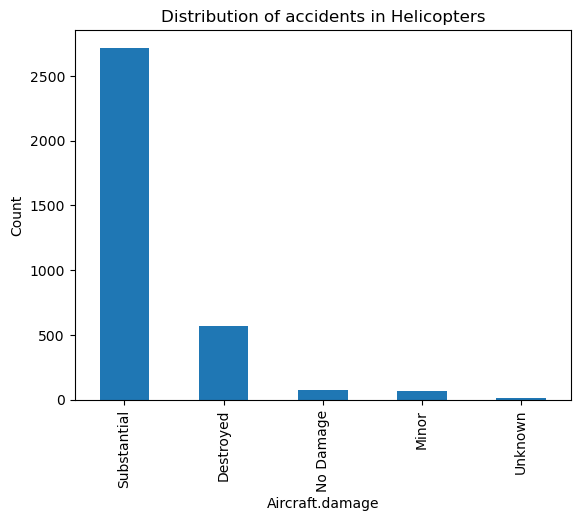 Distribution of accidents in Helicopters
Count
2500
2000
1500
1000
500
0
Substantial
Destroyed
No Damage
Minor
Unknown
Aircraft.damage